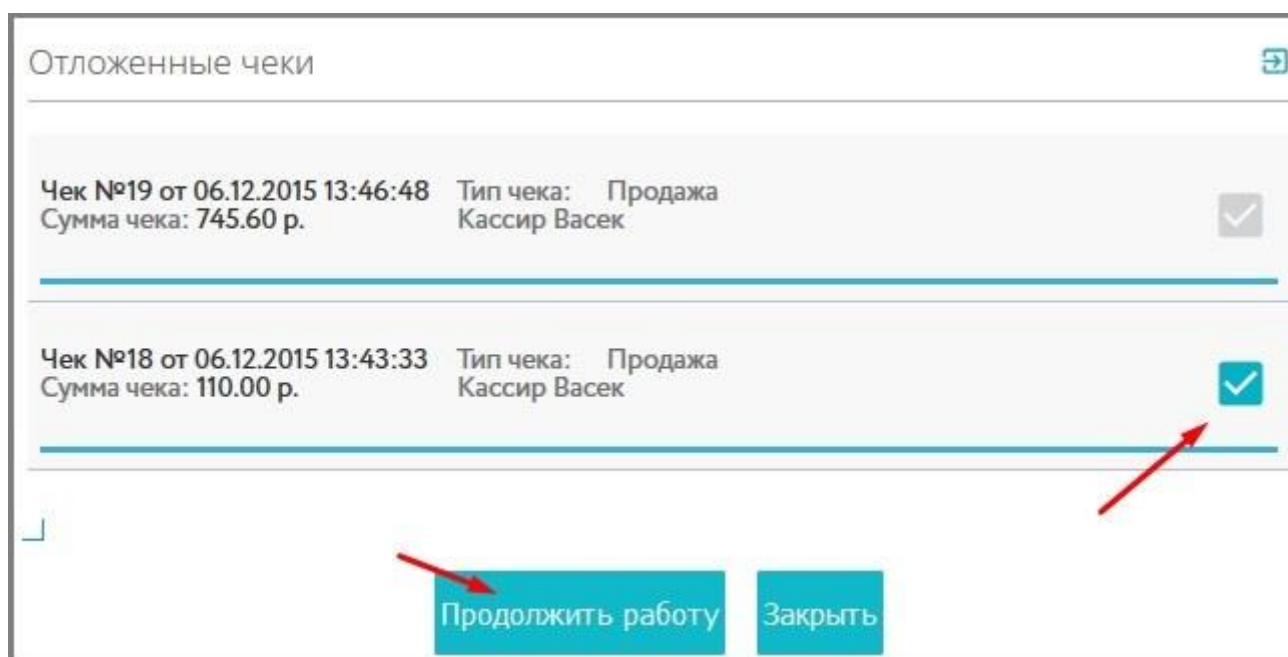 Отложенные чеки
Чек №19 от 06.12.2015 13:46:48 Тип чека: Продажа
Сумма чека: 745.60 р. Кассир Васек
Чек №18 от 06.12.2015 13:43:33 Тип чека: Продажа
Сумма чека: 110.00 р. Кассир Васек
Продолжить работу Закрыть